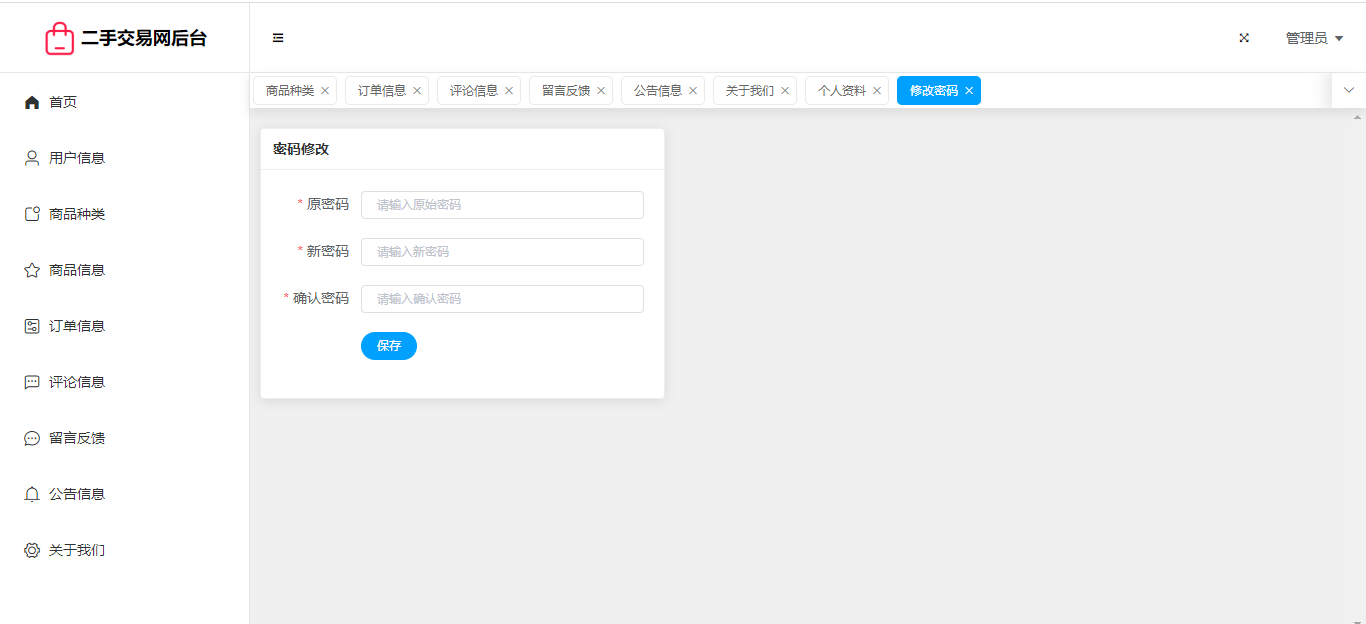 二手交易网后台
管理员
首页
用户信息
商品种类
商品信息
订单信息
评论信息
留言反馈
公告信息
关于我们
商品种类 订单信息 评论信息 留言反馈 公告信息 关于我们 个人资料 修改密码
密码修改
* 原密码 请输入原始密码
* 新密码 请输入新密码
* 确认密码 请输入确认密码
保存